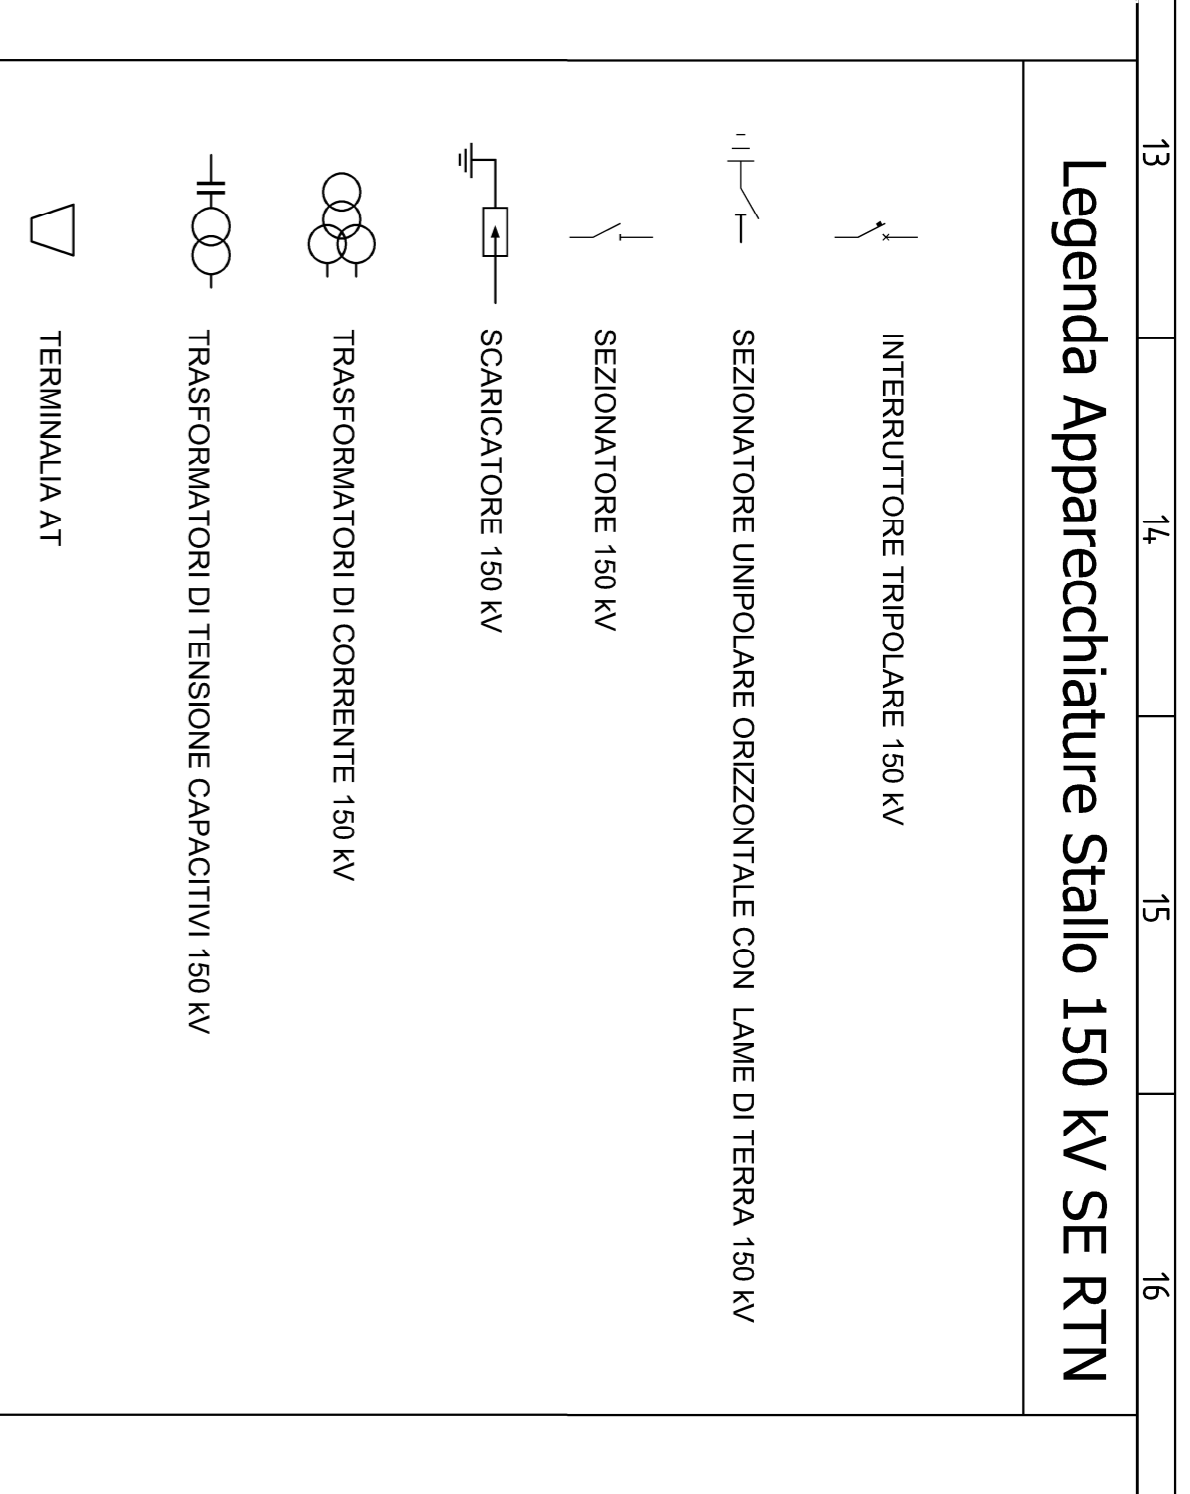 13
14
15
16
Legenda Apparecchiature Stallo 150 kV SE RTN
INTERRUTTORE TRIPOLARE 150 kV
SEZIONATORE UNIPOLARE ORIZZONTALE CON LAME DI TERRA 150 kV
SEZIONATORE 150 kV
SCARICATORE 150 kV
TRASFORMATORI DI CORRENTE 150 kV
TRASFORMATORI DI TENSIONE CAPACITIVI 150 kV
TERMINALIA AT